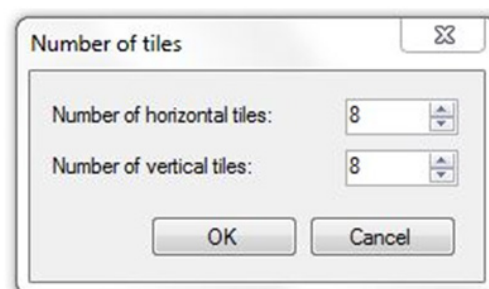 Number of tiles
Number of horizontal tiles: 8
Number of vertical tiles: 8
OK Cancel